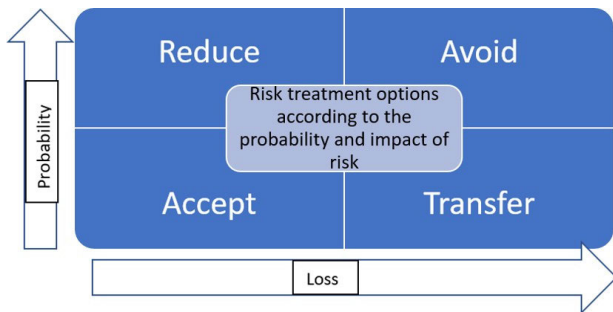 Reduce
Avoid
Risk treatment options
according to the
probability and impact of
risk
Probability
Accept
Transfer
Loss